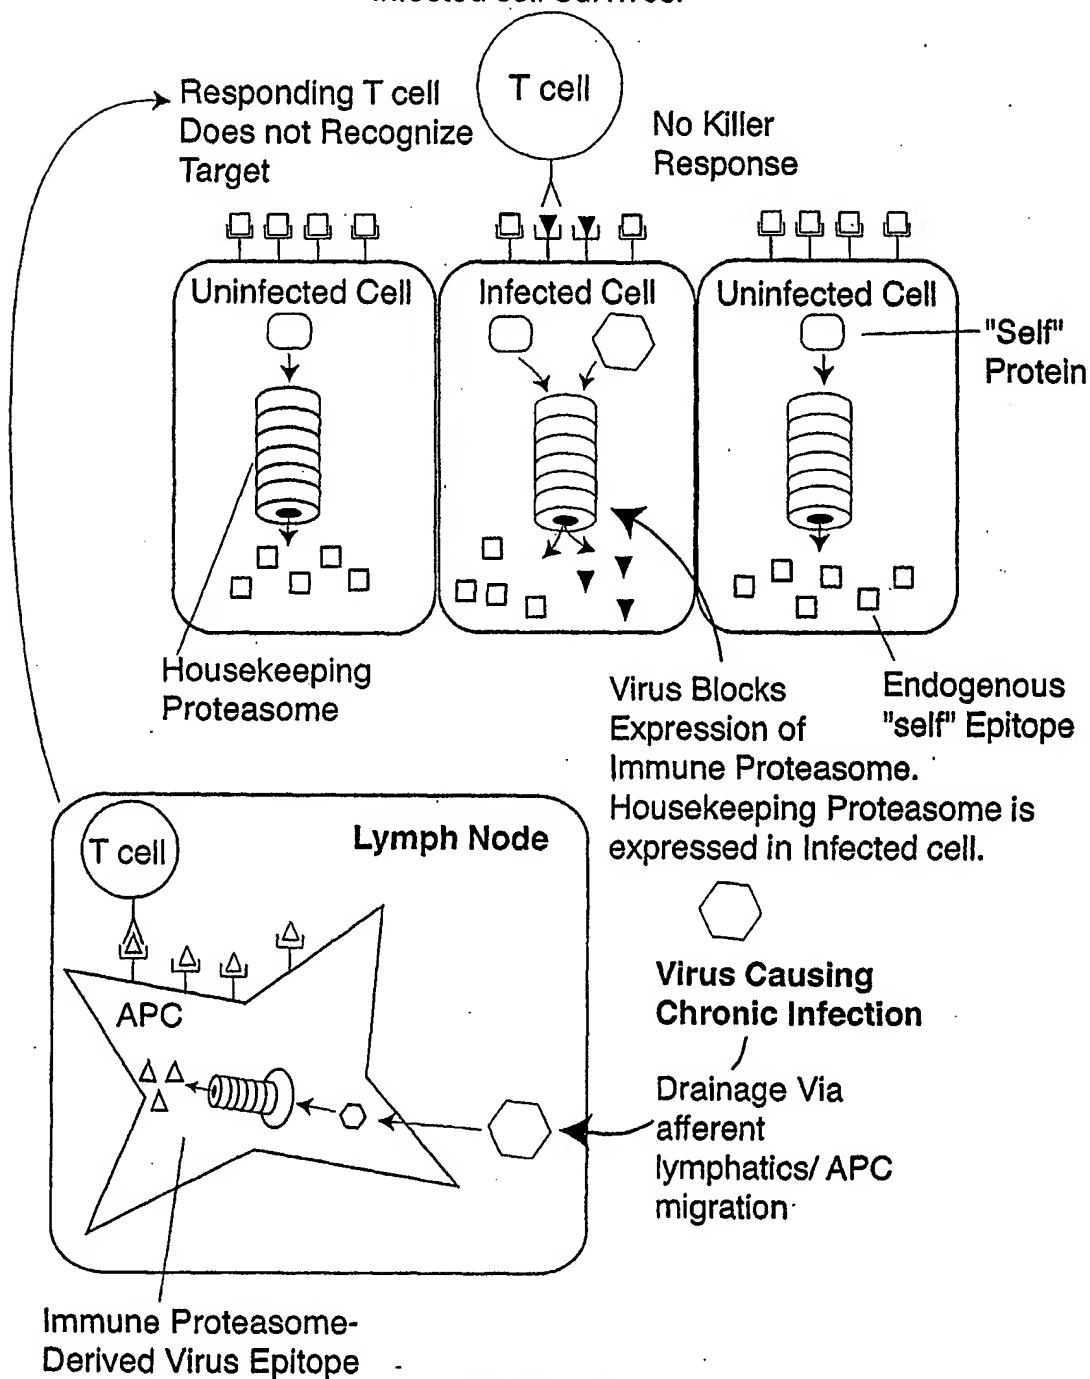 T cell
Responding T cell
Does not Recognize
Target
No Killer
Response
Uninfected Cell
Infected Cell
Uninfected Cell
"Self"
Protein
Housekeeping
Proteasome
Virus Blocks
Expression of
Immune Proteasome.
Housekeeping Proteasome is
expressed in Infected cell.
Endogenous
"self" Epitope
T cell
Lymph Node
APC
Virus Causing
Chronic Infection
Drainage Via
afferent
lymphatics/ APC
migration
Immune Proteasome-
Derived Virus Epitope